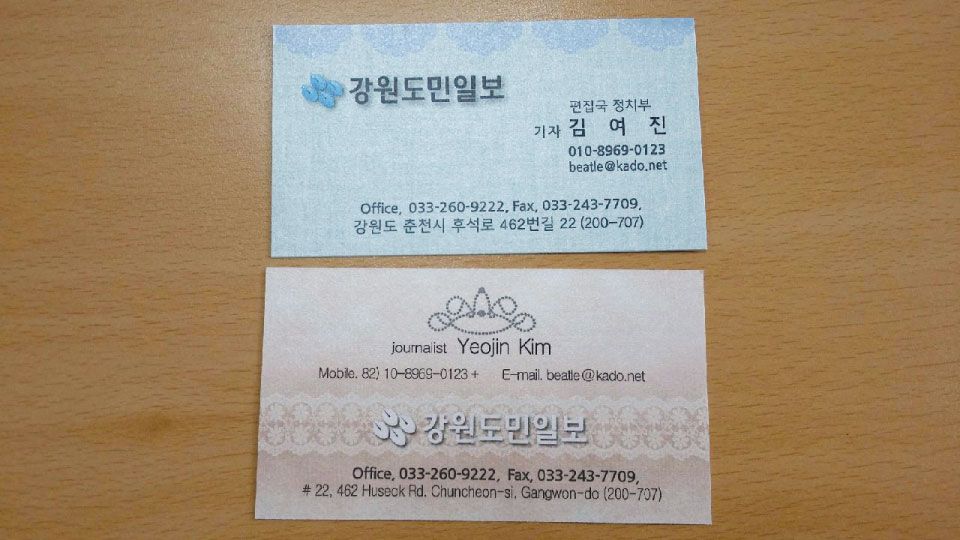 강원도민일보
편집국 정치부
기자 김 여 진
010-8969-0123
beatle@kado.net
Office, 033-260-9222, Fax, 033-243-7709,
강원도 춘천시 후석로 462번길 22 (200-707)
journalist Yeojin Kim
Mobile. 82) 10-8969-0123 + E-mail. beatle@kado.net
강원도민일보
Office, 033-260-9222, Fax, 033-243-7709,
# 22, 462 Huseck Rd. Chuncheon-si, Gangwon-do (200-707)